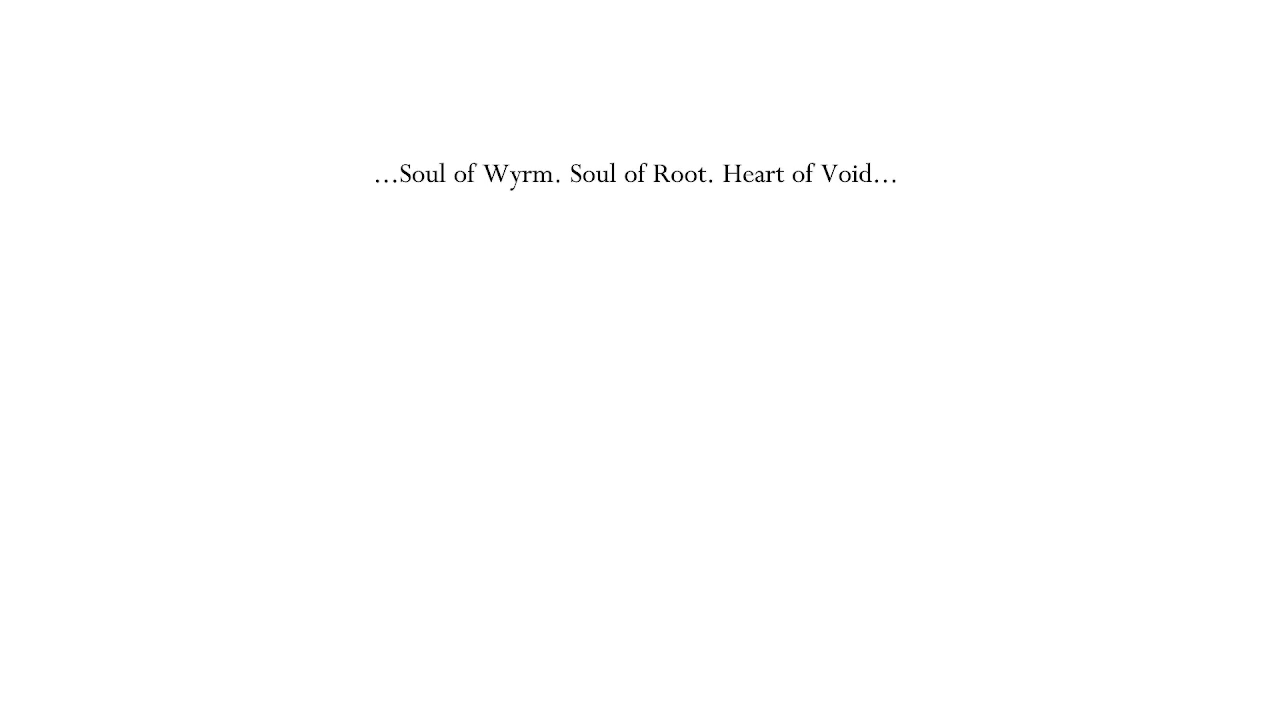 …Soul of Wyrm. Soul of Root. Heart of Void…